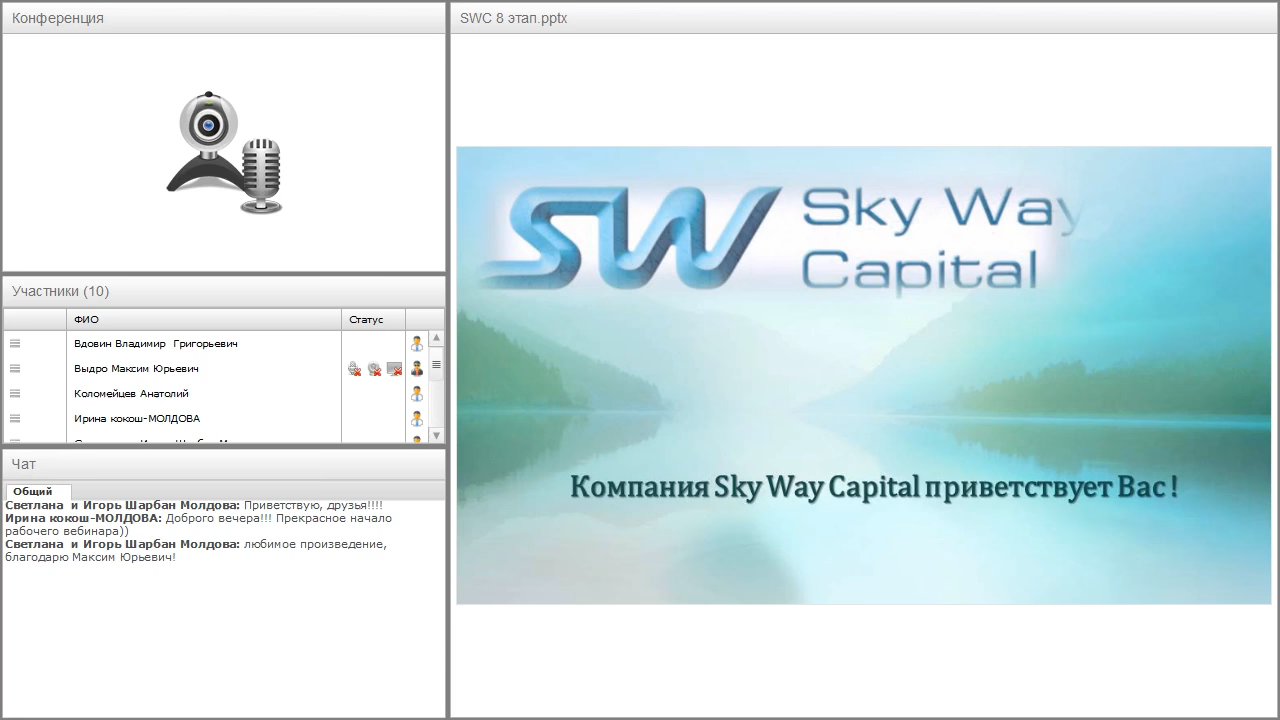 Конференция
Участники (10)
ФИО Статус
Вдовин Владимир Григорьевич
Выдро Максим Юрьевич
Коломейцев Анатолий
Ирина кокош-МОЛДОВА
Чат
Общий
Светлана и Игорь Шарбан Молдова: Приветствую, друзья!!!!
Ирина кокош-МОЛДОВА: Доброго вечера!!! Прекрасное начало
рабочего вебинара))
Светлана и Игорь Шарбан Молдова: любимое произведение,
благодарю Максим Юрьевич!
SWC 8 этап.pptx
SW Sky Way
Capital
Компания Sky Way Capital приветствует Вас !